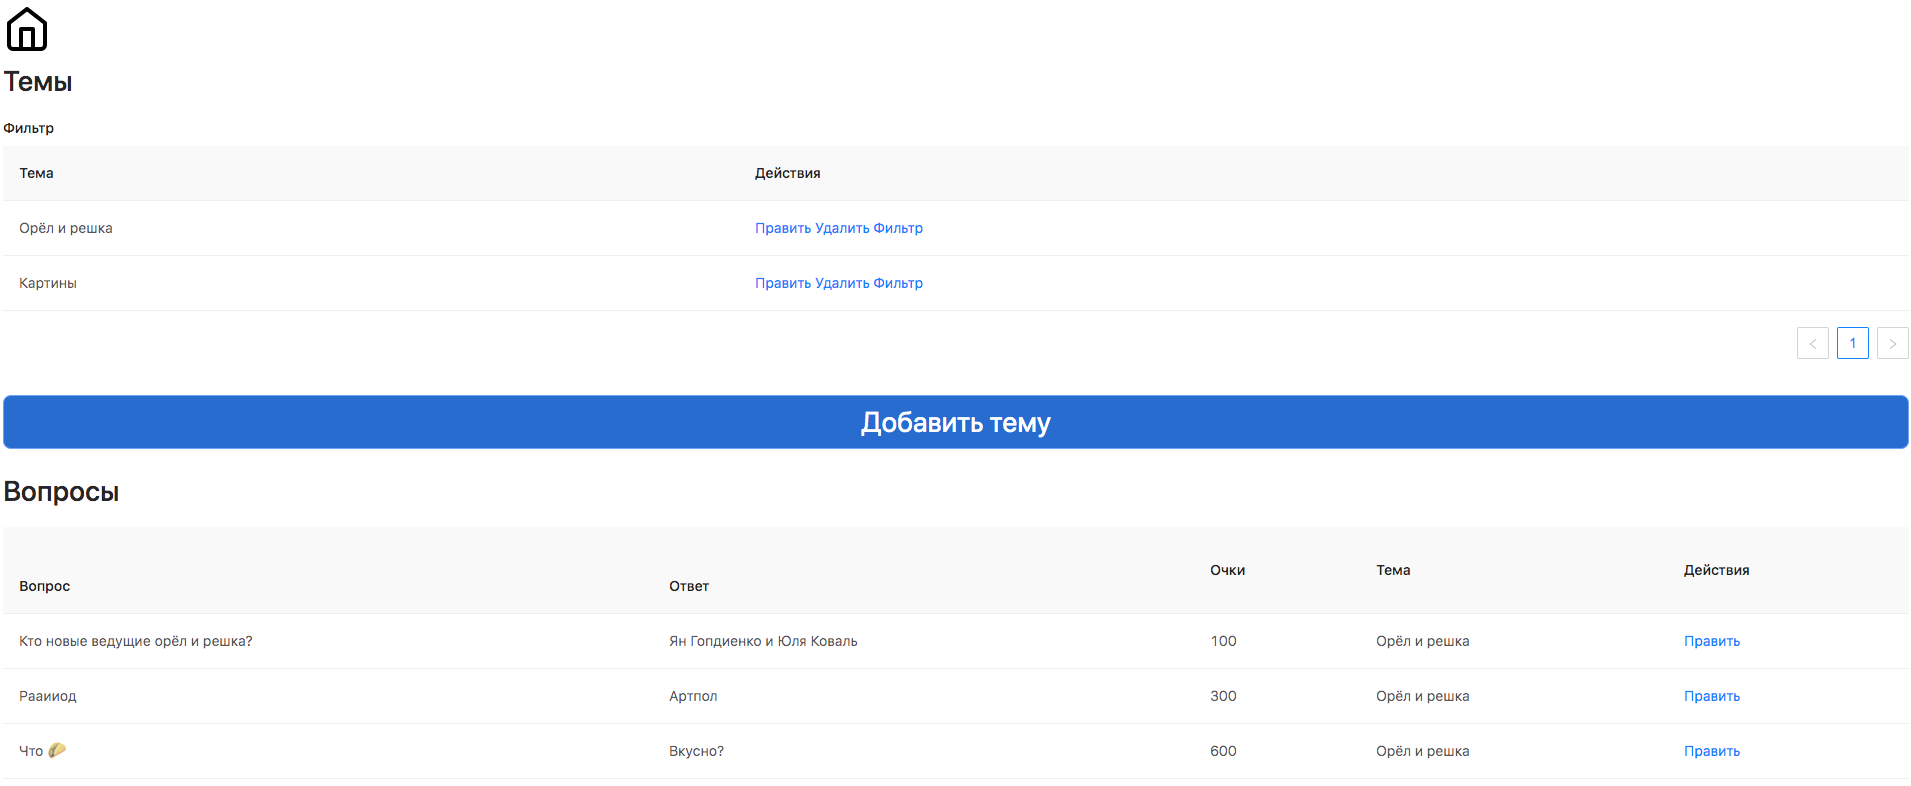 Темы
Фильтр
Тема Действия
Орёл и решка Править Удалить Фильтр
Картины Править Удалить Фильтр
< 1 >
Добавить тему
Вопросы
Вопрос Ответ Очки Тема Действия
Кто новые ведущие орёл и решка? Ян Гопдиенко и Юля Коваль 100 Орёл и решка Править
Рааииод Артпол 300 Орёл и решка Править
Что 🌮 Вкусно? 600 Орёл и решка Править